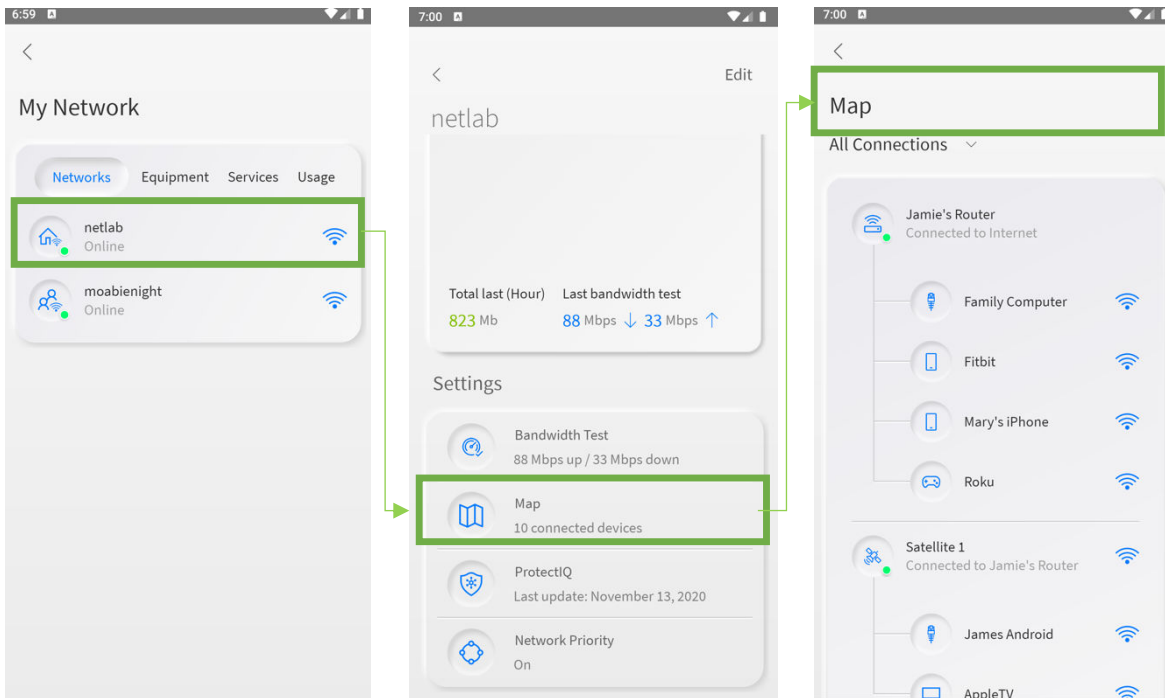 6:59
My Network
Networks Equipment Services Usage
netlab
Online
moabienight
Online
7:00
Edit
netlab
Total last (Hour) Last bandwidth test
823 Mb 88 Mbps ↓ 33 Mbps ↑
Settings
Bandwidth Test
88 Mbps up / 33 Mbps down
Map
10 connected devices
ProtectIQ
Last update: November 13, 2020
Network Priority
On
7:00
Map
All Connections
Jamie's Router
Connected to Internet
Family Computer
Fitbit
Mary's iPhone
Roku
Satellite 1
Connected to Jamie's Router
James Android
AppleTV